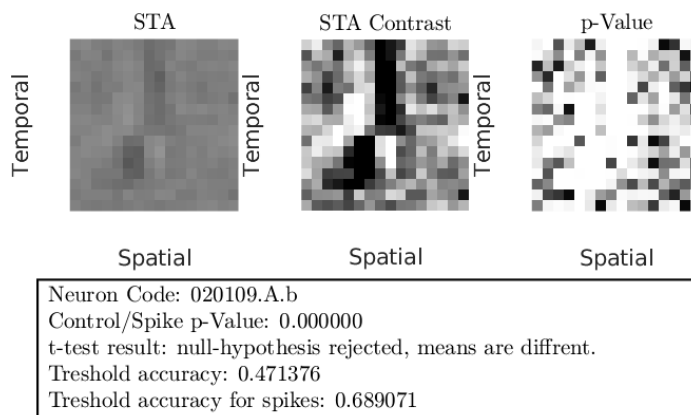 STA
STA Contrast
p-Value
Temporal
Temporal
Temporal
Spatial
Spatial
Spatial
Neuron Code: 020109.A.b
Control/Spike p-Value: 0.000000
t-test result: null-hypothesis rejected, means are diffrent.
Treshold accuracy: 0.471376
Treshold accuracy for spikes: 0.689071